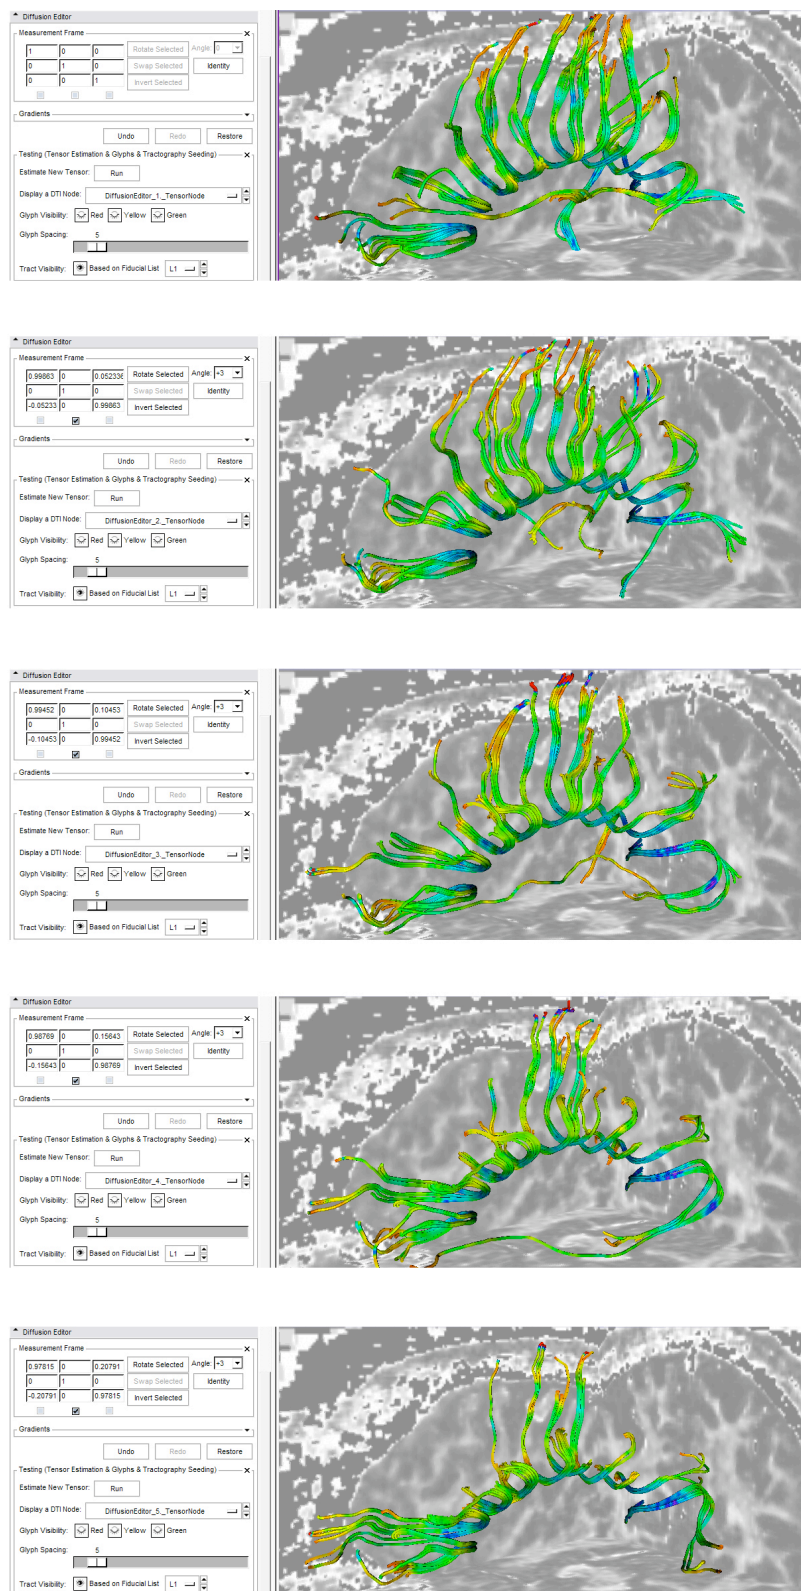 Diffusion Editor
Measurement Frame
1 0 0 Rotate Selected Angle: 0
0 1 0 Swap Selected Identity
0 0 1 Invert Selected
Gradients
Undo Redo Restore
Testing (Tensor Estimation & Glyphs & Tractography Seeding)
Estimate New Tensor: Run
Display a DTI Node: DiffusionEditor_1._TensorNode
Glyph Visibility: Red Yellow Green
Glyph Spacing: 5
Tract Visibility: Based on Fiducial List L1
Diffusion Editor
Measurement Frame
0.99863 0 0.052336 Rotate Selected Angle: +3
0 1 0 Swap Selected Identity
-0.05233 0 0.99863 Invert Selected
Gradients
Undo Redo Restore
Testing (Tensor Estimation & Glyphs & Tractography Seeding)
Estimate New Tensor: Run
Display a DTI Node: DiffusionEditor_2._TensorNode
Glyph Visibility: Red Yellow Green
Glyph Spacing: 5
Tract Visibility: Based on Fiducial List L1
Diffusion Editor
Measurement Frame
0.99452 0 0.10453 Rotate Selected Angle: +3
0 1 0 Swap Selected Identity
-0.10453 0 0.99452 Invert Selected
Gradients
Undo Redo Restore
Testing (Tensor Estimation & Glyphs & Tractography Seeding)
Estimate New Tensor: Run
Display a DTI Node: DiffusionEditor_3._TensorNode
Glyph Visibility: Red Yellow Green
Glyph Spacing: 5
Tract Visibility: Based on Fiducial List L1
Diffusion Editor
Measurement Frame
0.98769 0 0.15643 Rotate Selected Angle: +3
0 1 0 Swap Selected Identity
-0.15643 0 0.98769 Invert Selected
Gradients
Undo Redo Restore
Testing (Tensor Estimation & Glyphs & Tractography Seeding)
Estimate New Tensor: Run
Display a DTI Node: DiffusionEditor_4._TensorNode
Glyph Visibility: Red Yellow Green
Glyph Spacing: 5
Tract Visibility: Based on Fiducial List L1
Diffusion Editor
Measurement Frame
0.97815 0 0.20791 Rotate Selected Angle: +3
0 1 0 Swap Selected Identity
-0.20791 0 0.97815 Invert Selected
Gradients
Undo Redo Restore
Testing (Tensor Estimation & Glyphs & Tractography Seeding)
Estimate New Tensor: Run
Display a DTI Node: DiffusionEditor_5._TensorNode
Glyph Visibility: Red Yellow Green
Glyph Spacing: 5
Tract Visibility: Based on Fiducial List L1